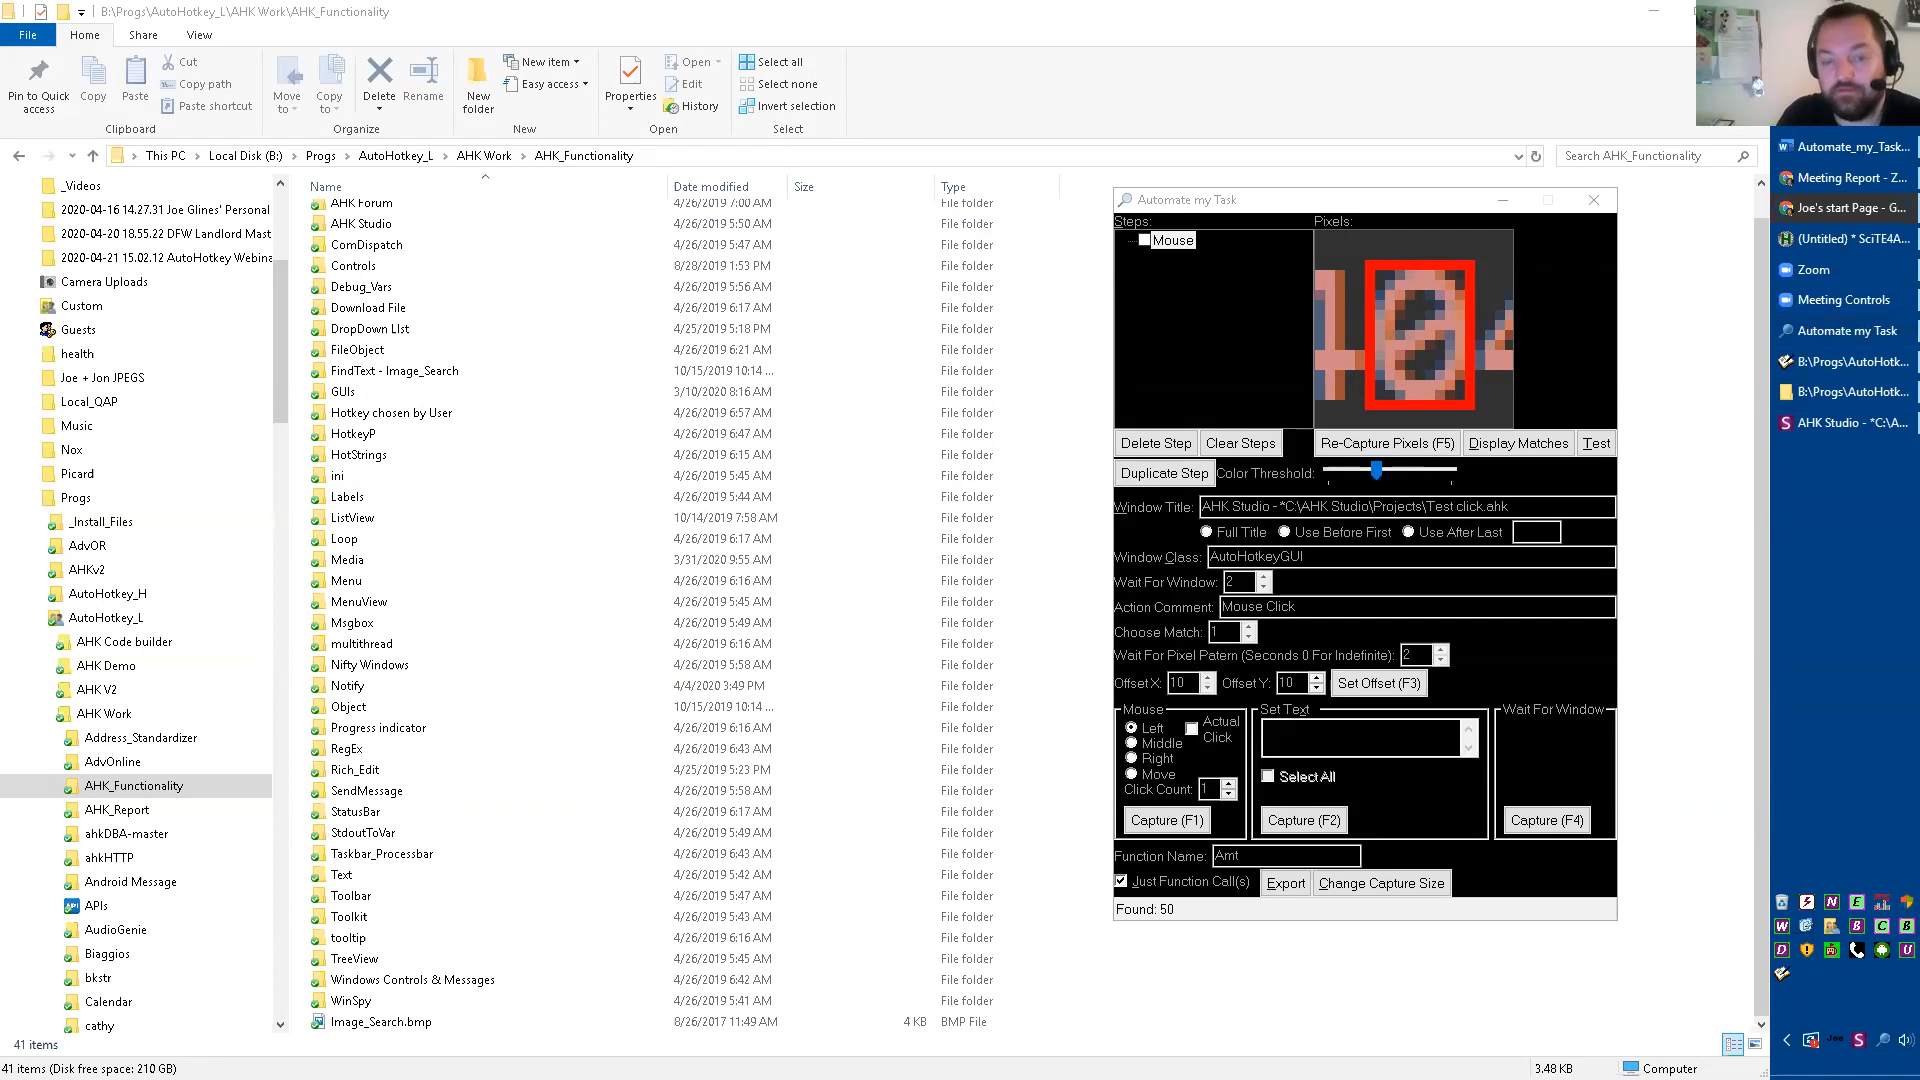 B:\Progs\AutoHotkey_L\AHK Work\AHK_Functionality
File Home Share View
Pin to Quick access
Copy
Paste
Cut
Copy path
Paste shortcut
Clipboard
Move to
Copy to
Delete
Rename
Organize
New folder
New item
Easy access
New
Properties
Open
Edit
History
Open
Select all
Select none
Invert selection
Select
This PC > Local Disk (B:) > Progs > AutoHotkey_L > AHK Work > AHK_Functionality
Search AHK_Functionality
_Videos
2020-04-16 14.27.31 Joe Glines' Personal
2020-04-20 18.55.22 DFW Landlord Mast
2020-04-21 15.02.12 AutoHotkey Webina
Camera Uploads
Custom
Guests
health
Joe + Jon JPEGS
Local_QAP
Music
Nox
Picard
Progs
_Install_Files
AdvOR
AHKv2
AutoHotkey_H
AutoHotkey_L
AHK Code builder
AHK Demo
AHK V2
AHK Work
Address_Standardizer
AdvOnline
AHK_Functionality
AHK_Report
ahkDBA-master
ahkHTTP
Android Message
APIs
AudioGenie
Biaggios
bkstr
Calendar
cathy
Name Date modified Size Type
AHK Forum 4/26/2019 7:00 AM File folder
AHK Studio 4/26/2019 5:50 AM File folder
ComDispatch 4/26/2019 5:47 AM File folder
Controls 8/28/2019 1:53 PM File folder
Debug_Vars 4/26/2019 5:56 AM File folder
Download File 4/26/2019 6:17 AM File folder
DropDown LIst 4/25/2019 5:18 PM File folder
FileObject 4/26/2019 6:21 AM File folder
FindText - Image_Search 10/15/2019 10:14 ... File folder
GUIs 3/10/2020 8:16 AM File folder
Hotkey chosen by User 4/26/2019 6:57 AM File folder
HotkeyP 4/26/2019 6:47 AM File folder
HotStrings 4/26/2019 6:15 AM File folder
ini 4/26/2019 5:45 AM File folder
Labels 4/26/2019 5:44 AM File folder
ListView 10/14/2019 7:58 AM File folder
Loop 4/26/2019 6:17 AM File folder
Media 3/31/2020 9:55 AM File folder
Menu 4/26/2019 6:16 AM File folder
MenuView 4/26/2019 5:45 AM File folder
Msgbox 4/26/2019 5:49 AM File folder
multithread 4/26/2019 6:16 AM File folder
Nifty Windows 4/26/2019 5:58 AM File folder
Notify 4/4/2020 3:49 PM File folder
Object 10/15/2019 10:14 ... File folder
Progress indicator 4/26/2019 6:16 AM File folder
RegEx 4/26/2019 6:43 AM File folder
Rich_Edit 4/25/2019 5:23 PM File folder
SendMessage 4/26/2019 5:58 AM File folder
StatusBar 4/26/2019 6:17 AM File folder
StdoutToVar 4/26/2019 5:49 AM File folder
Taskbar_Processbar 4/26/2019 6:43 AM File folder
Text 4/26/2019 5:42 AM File folder
Toolbar 4/26/2019 5:47 AM File folder
Toolkit 4/26/2019 5:43 AM File folder
tooltip 4/26/2019 6:16 AM File folder
TreeView 4/26/2019 5:45 AM File folder
Windows Controls & Messages 4/26/2019 6:42 AM File folder
WinSpy 4/26/2019 5:41 AM File folder
Image_Search.bmp 8/26/2017 11:49 AM 4 KB BMP File
41 items
41 items (Disk free space: 210 GB) 3.48 KB Computer
Automate my Task
Steps: Pixels:
Mouse
Delete Step Clear Steps Re-Capture Pixels (F5) Display Matches Test
Duplicate Step Color Threshold:
Window Title: AHK Studio - *C:\AHK Studio\Projects\Test click.ahk
Full Title Use Before First Use After Last
Window Class: AutoHotkeyGUI
Wait For Window: 2
Action Comment: Mouse Click
Choose Match: 1
Wait For Pixel Patern (Seconds 0 For Indefinite): 2
Offset X: 10 Offset Y: 10 Set Offset (F3)
Mouse
Left
Actual Click
Middle
Right
Move
Click Count: 1
Capture (F1)
Set Text
Select All
Capture (F2)
Wait For Window
Capture (F4)
Function Name: Amt
Just Function Call(s) Export Change Capture Size
Found: 50
Automate_my_Task...
Meeting Report - Z...
Joe's start Page - G...
(Untitled) * SciTE4A...
Zoom
Meeting Controls
Automate my Task
B:\Progs\AutoHotk...
B:\Progs\AutoHotk...
AHK Studio - *C:\A...
N E
W B C B
D U
Joe S